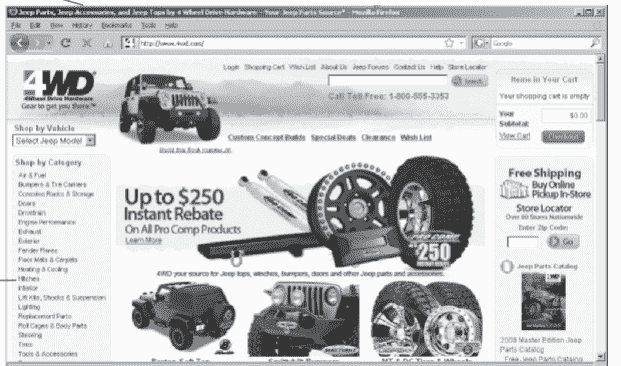 Jeep Parts, Jeep Accessories, and Jeep Tops by 4 Wheel Drive Hardware - Your Jeep Parts Source* - Mozilla Firefox
File Edit View History Bookmarks Tools Help
http://www.4wd.com/
Google
Login Shopping Cart Wish List About Us Jeep Forums Contact Us Help Store Locator
Search
Call Toll Free: 1-800-555-3353
4WD
4Wheel Drive Hardware
Gear to get you there.™
Items in Your Cart
Your shopping cart is empty
Your Subtotal: $0.00
View Cart Checkout
Shop by Vehicle
Select Jeep Model
Custom Concept Builds Special Deals Clearance Wish List
Shop by Category
Air & Fuel
Bumpers & Tire Carriers
Consoles Racks & Storage
Doors
Drivetrain
Engine Performance
Exhaust
Exterior
Fender Flares
Floor Mats & Carpets
Heating & Cooling
Hitches
Interior
Lift Kits, Shocks & Suspension
Lighting
Replacement Parts
Roll Cages & Body Parts
Steering
Tires
Tools & Accessories
Up to $250
Instant Rebate
On All Pro Comp Products
Learn More
PRO COMP
$250
4WD your source for Jeep tops, winches, bumpers, doors and other Jeep parts and accessories.
Free Shipping
Buy Online
Pickup In-Store
Store Locator
Over 60 Stores Nationwide
Enter Zip Code:
Go
Jeep Parts Catalog
2009 Master Edition Jeep
Parts Catalog
Free Jeep Parts Catalog